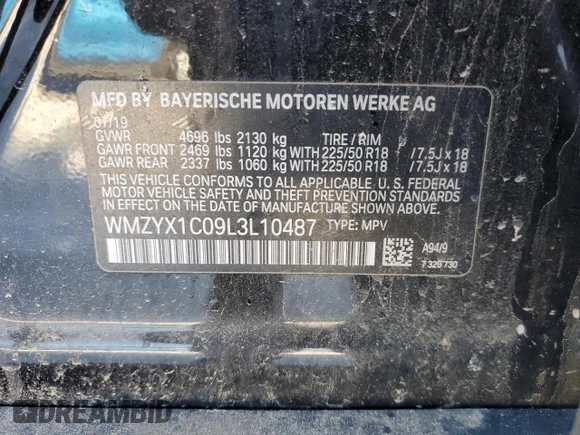 MFD BY BAYERISCHE MOTOREN WERKE AG
07/19
GVWR 4696 lbs 2130 kg TIRE / RIM
GAWR FRONT 2469 lbs 1120 kg WITH 225/50 R18 /7.5J x 18
GAWR REAR 2337 lbs 1060 kg WITH 225/50 R18 /7.5J x 18
THIS VEHICLE CONFORMS TO ALL APPLICABLE U.S. FEDERAL
MOTOR VEHICLE SAFETY, BUMPER, AND THEFT PREVENTION STANDARDS
IN EFFECT ON THE DATE OF MANUFACTURE SHOWN ABOVE.
WMZYX1C09L3L10487 TYPE: MPV
A94/9
7 320 730
DREAMBID